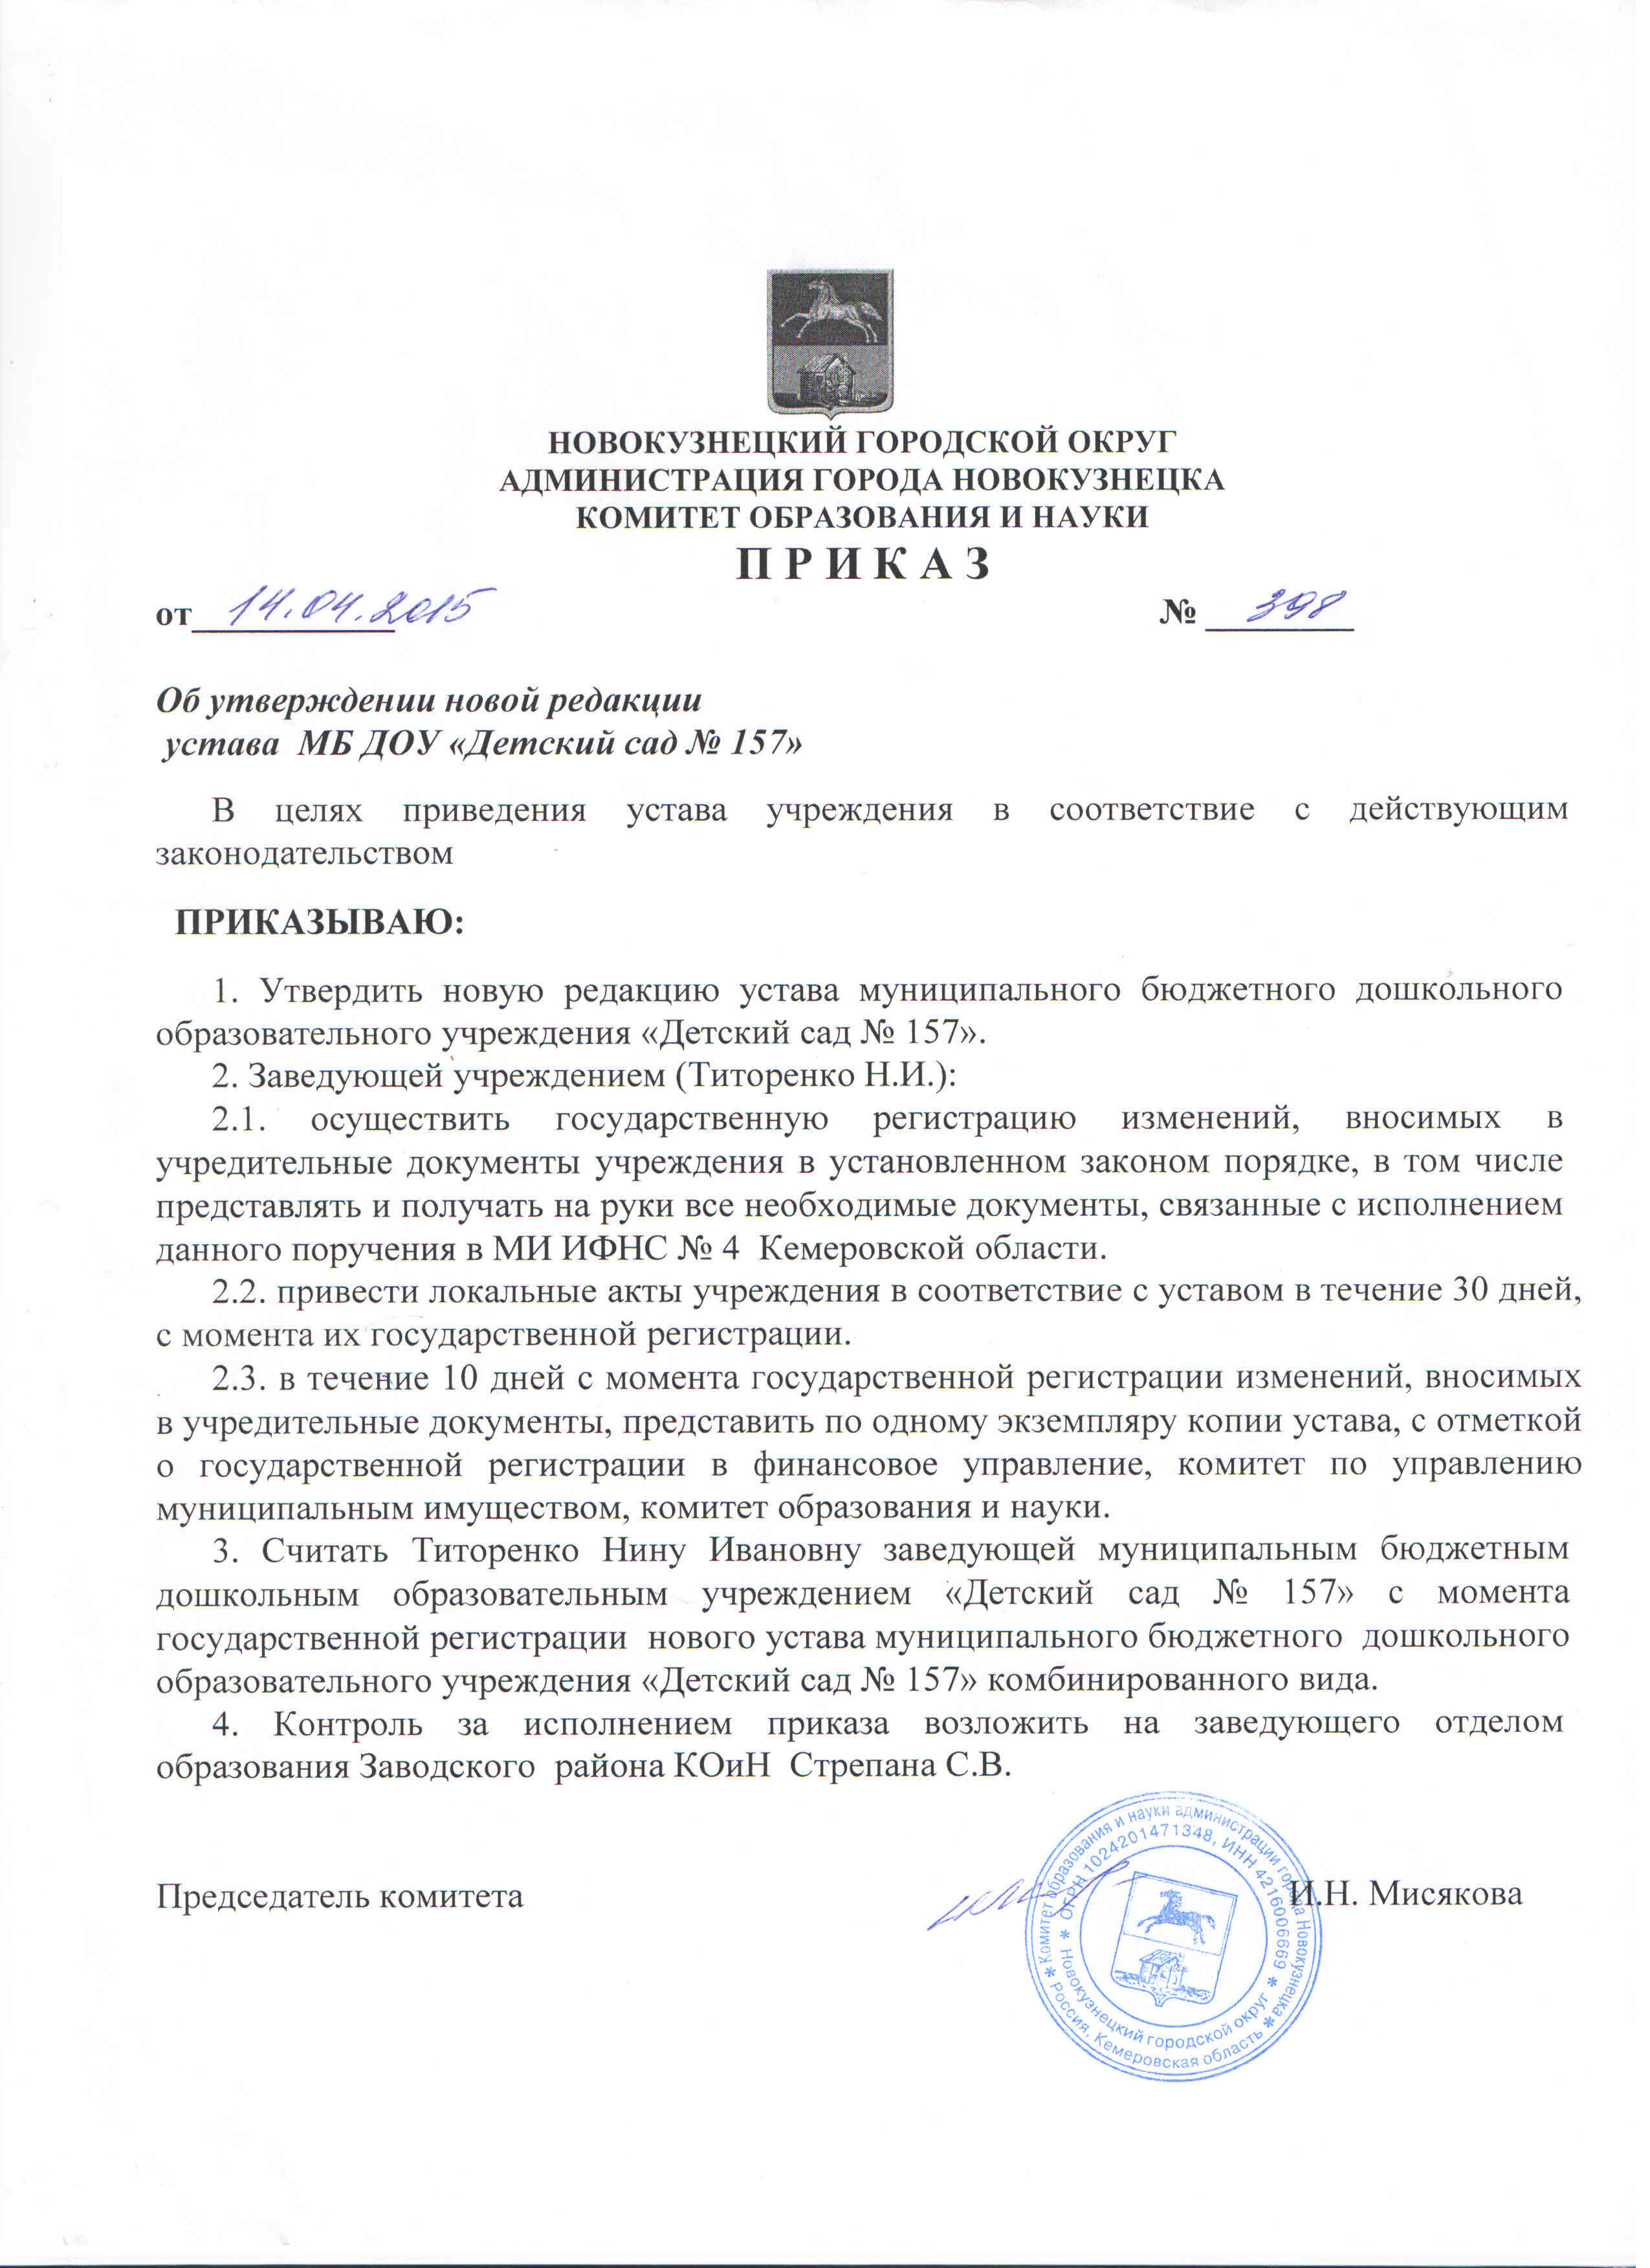 НОВОКУЗНЕЦКИЙ ГОРОДСКОЙ ОКРУГ
АДМИНИСТРАЦИЯ ГОРОДА НОВОКУЗНЕЦКА
КОМИТЕТ ОБРАЗОВАНИЯ И НАУКИ
П Р И К А З
от 14.04.2015 № 398
Об утверждении новой редакции
устава МБ ДОУ «Детский сад № 157»
В целях приведения устава учреждения в соответствие с действующим
законодательством
ПРИКАЗЫВАЮ:
1. Утвердить новую редакцию устава муниципального бюджетного дошкольного
образовательного учреждения «Детский сад № 157».
2. Заведующей учреждением (Титоренко Н.И.):
2.1. осуществить государственную регистрацию изменений, вносимых в
учредительные документы учреждения в установленном законом порядке, в том числе
представлять и получать на руки все необходимые документы, связанные с исполнением
данного поручения в МИ ИФНС № 4 Кемеровской области.
2.2. привести локальные акты учреждения в соответствие с уставом в течение 30 дней,
с момента их государственной регистрации.
2.3. в течение 10 дней с момента государственной регистрации изменений, вносимых
в учредительные документы, представить по одному экземпляру копии устава, с отметкой
о государственной регистрации в финансовое управление, комитет по управлению
муниципальным имуществом, комитет образования и науки.
3. Считать Титоренко Нину Ивановну заведующей муниципальным бюджетным
дошкольным образовательным учреждением «Детский сад № 157» с момента
государственной регистрации нового устава муниципального бюджетного дошкольного
образовательного учреждения «Детский сад № 157» комбинированного вида.
4. Контроль за исполнением приказа возложить на заведующего отделом
образования Заводского района КОиН Стрепана С.В.
Председатель комитета И.Н. Мисякова
* Комитет образования и науки администрации города Новокузнецка *
Россия, Кемеровская область
* ОГРН 1024201471348, ИНН 4216006669 *
Новокузнецкий городской округ